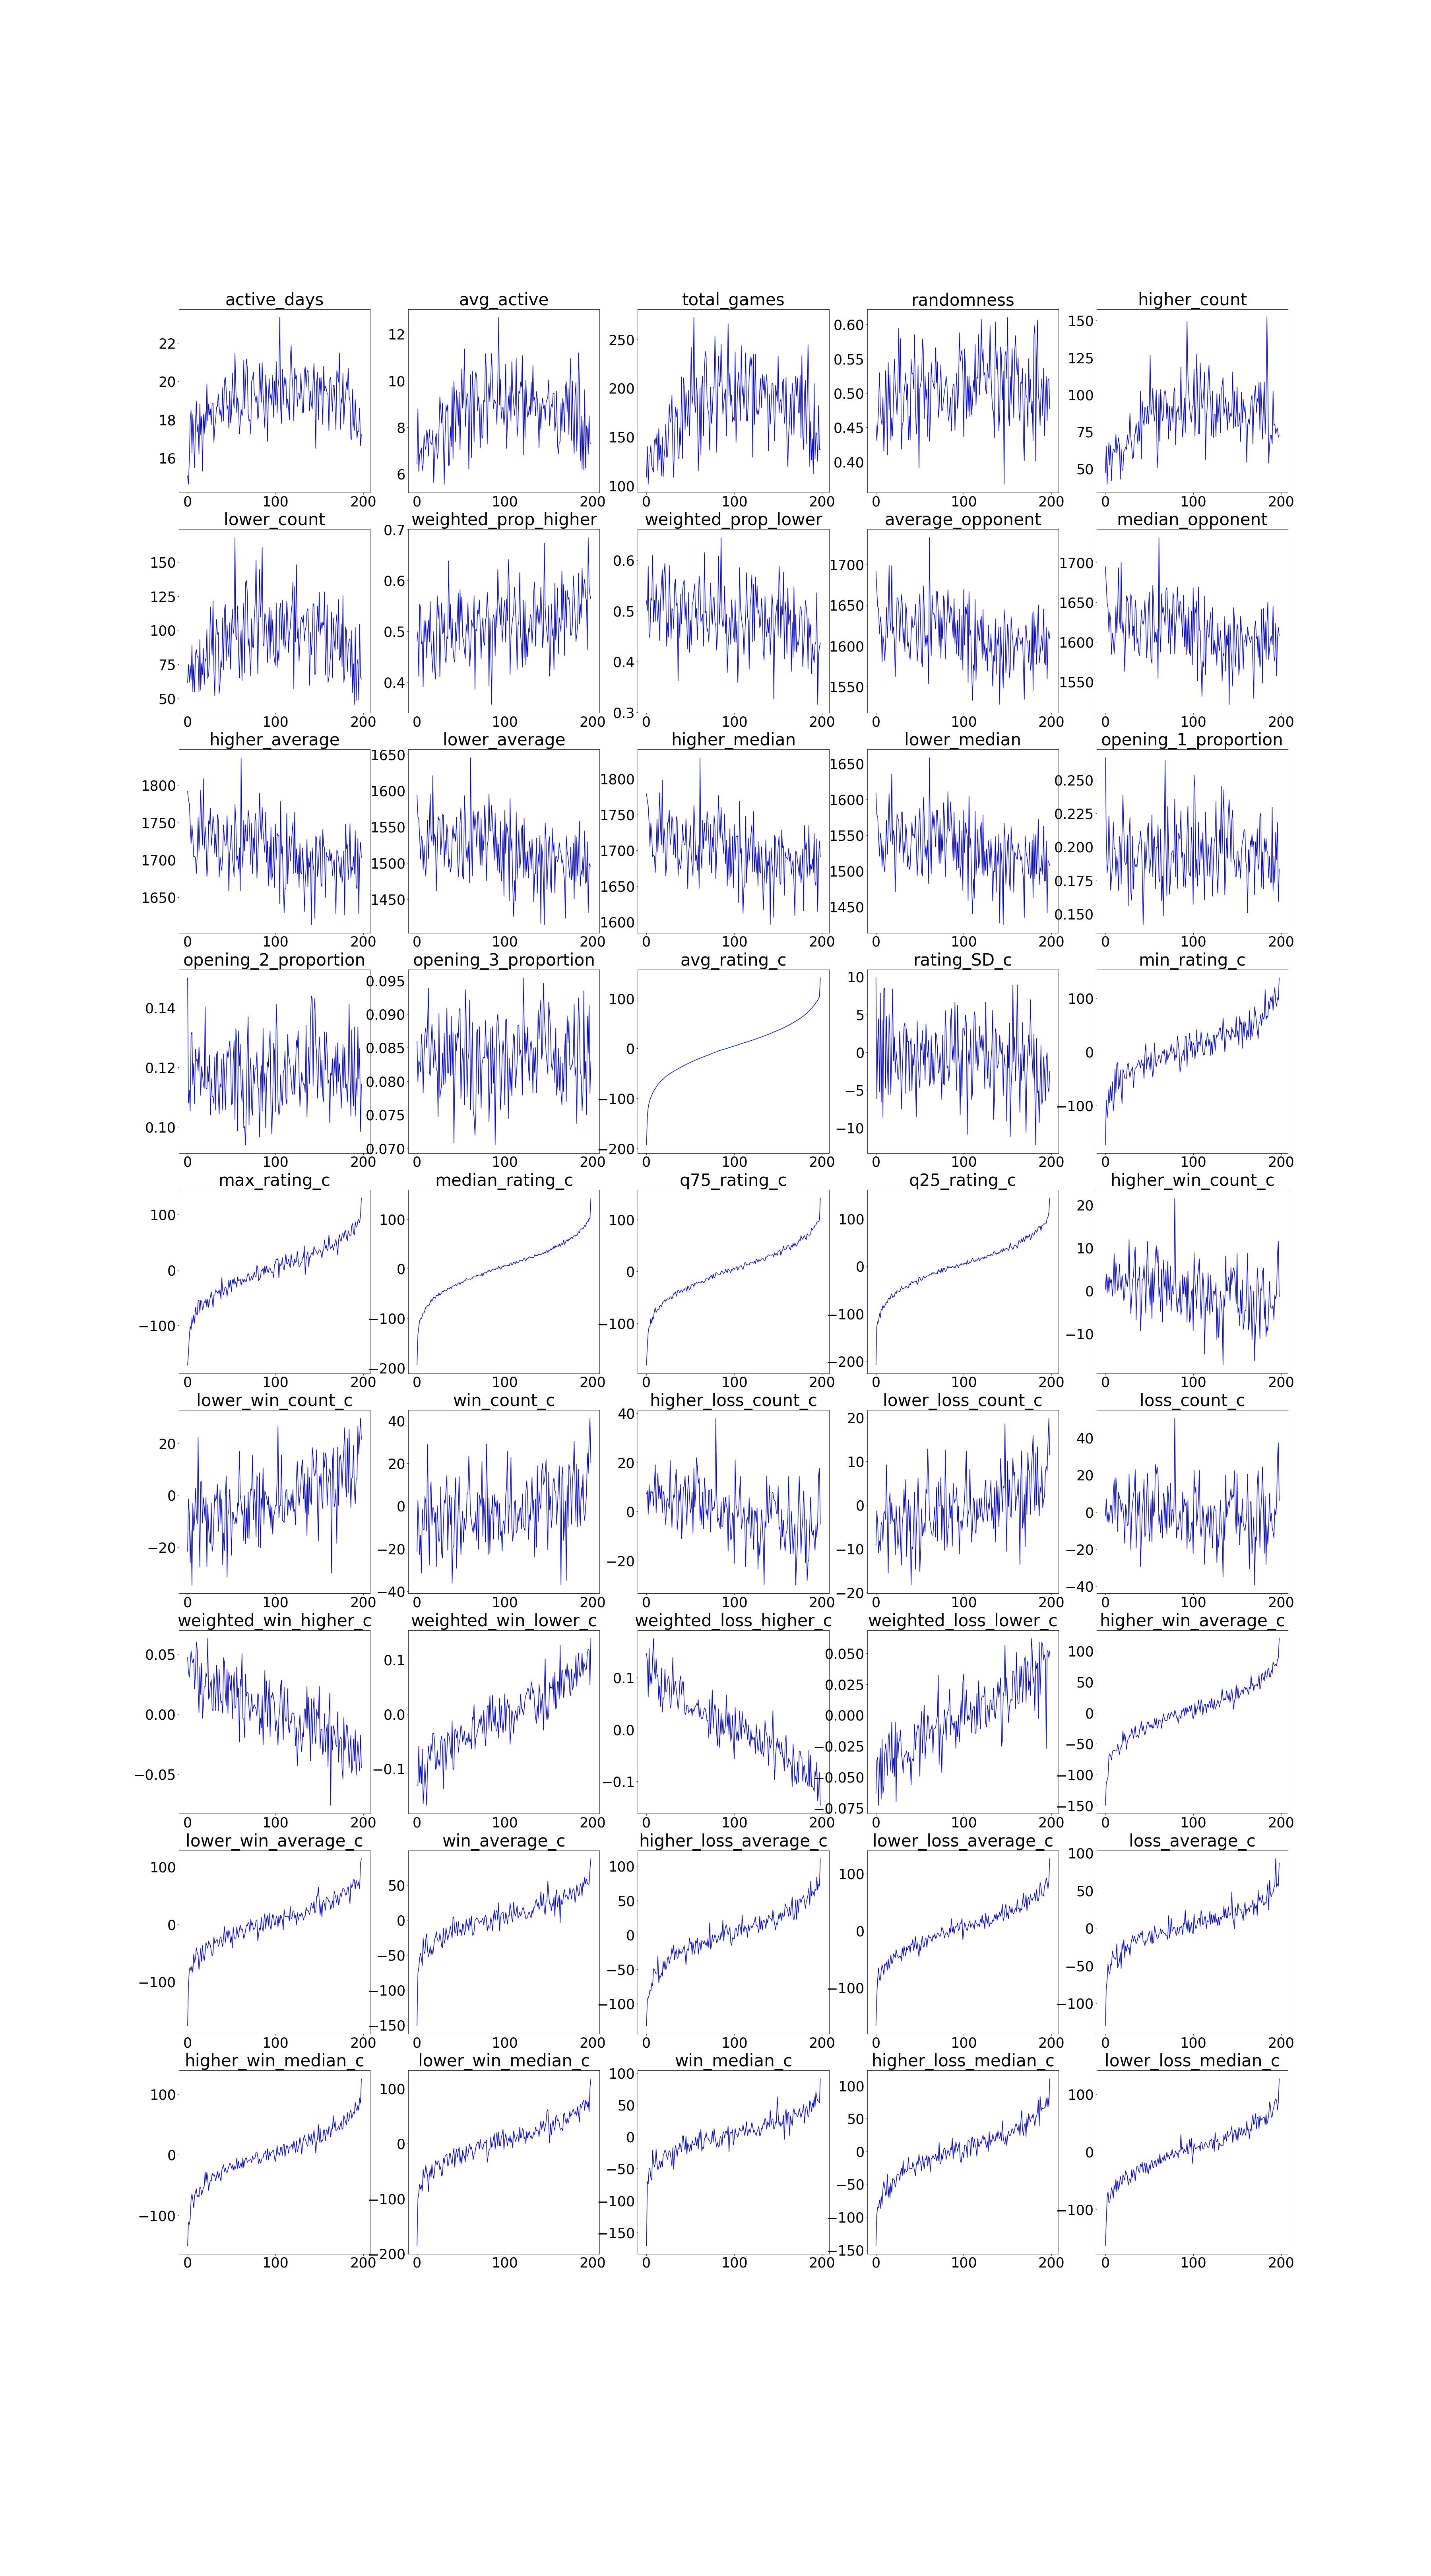 active_days avg_active total_games randomness higher_count
22 20 18 16 12 10 8 6 250 200 150 100 0.60 0.55 0.50 0.45 0.40 150 125 100 75 50
0 100 200 0 100 200 0 100 200 0 100 200 0 100 200
lower_count weighted_prop_higher weighted_prop_lower average_opponent median_opponent
150 125 100 75 50 0.7 0.6 0.5 0.4 0.6 0.5 0.4 0.3 1700 1650 1600 1550 1700 1650 1600 1550
0 100 200 0 100 200 0 100 200 0 100 200 0 100 200
higher_average lower_average higher_median lower_median opening_1_proportion
1800 1750 1700 1650 1650 1600 1550 1500 1450 1800 1750 1700 1650 1600 1650 1600 1550 1500 1450 0.250 0.225 0.200 0.175 0.150
0 100 200 0 100 200 0 100 200 0 100 200 0 100 200
opening_2_proportion opening_3_proportion avg_rating_c rating_SD_c min_rating_c
0.14 0.12 0.10 0.095 0.090 0.085 0.080 0.075 0.070 100 0 −100 −200 10 5 0 −5 −10 100 0 −100
0 100 200 0 100 200 0 100 200 0 100 200 0 100 200
max_rating_c median_rating_c q75_rating_c q25_rating_c higher_win_count_c
100 0 −100 100 0 −100 −200 100 0 −100 100 0 −100 −200 20 10 0 −10
0 100 200 0 100 200 0 100 200 0 100 200 0 100 200
lower_win_count_c win_count_c higher_loss_count_c lower_loss_count_c loss_count_c
20 0 −20 40 20 0 −20 −40 40 20 0 −20 20 10 0 −10 −20 40 20 0 −20 −40
0 100 200 0 100 200 0 100 200 0 100 200 0 100 200
weighted_win_higher_c weighted_win_lower_c weighted_loss_higher_c weighted_loss_lower_c higher_win_average_c
0.05 0.00 −0.05 0.1 0.0 −0.1 0.1 0.0 −0.1 0.050 0.025 0.000 −0.025 −0.050 −0.075 100 50 0 −50 −100 −150
0 100 200 0 100 200 0 100 200 0 100 200 0 100 200
lower_win_average_c win_average_c higher_loss_average_c lower_loss_average_c loss_average_c
100 0 −100 50 0 −50 −100 −150 100 50 0 −50 −100 100 0 −100 100 50 0 −50 −100
0 100 200 0 100 200 0 100 200 0 100 200 0 100 200
higher_win_median_c lower_win_median_c win_median_c higher_loss_median_c lower_loss_median_c
100 0 −100 100 0 −100 −200 100 50 0 −50 −100 −150 100 50 0 −50 −100 −150 100 0 −100
0 100 200 0 100 200 0 100 200 0 100 200 0 100 200